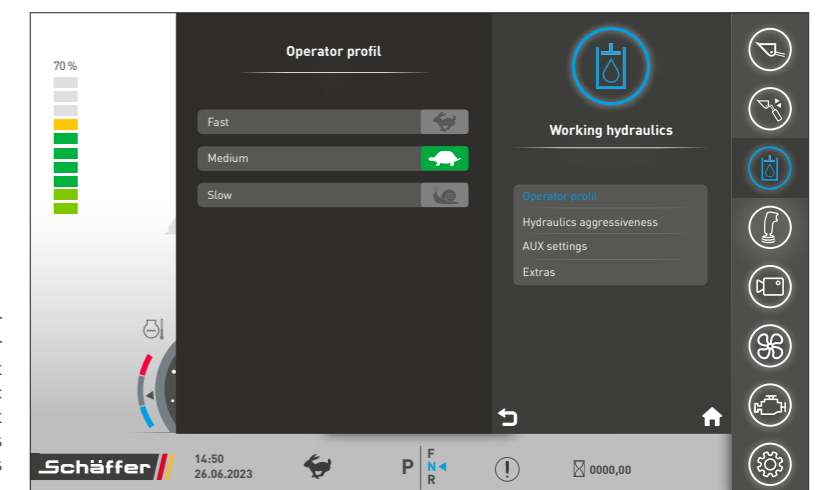 70 %
Operator profil
Fast
Medium
Slow
Working hydraulics
Operator profil
Hydraulics aggressiveness
AUX settings
Extras
Schäffer
14:50
26.06.2023
P
F
N
R
0000,00